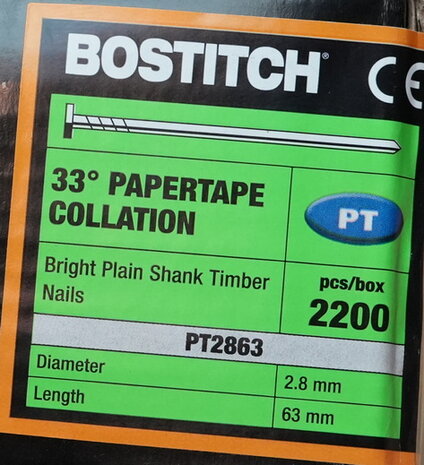 BOSTITCH® CE
33° PAPERTAPE
COLLATION
PT
Bright Plain Shank Timber
Nails
pcs/box
2200
PT2863
Diameter 2.8 mm
Length 63 mm